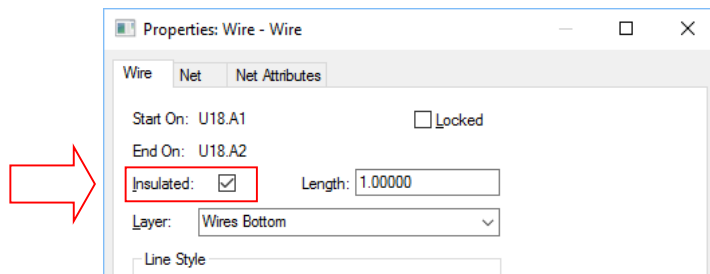 Properties: Wire - Wire
Wire Net Net Attributes
Start On: U18.A1 Locked
End On: U18.A2
Insulated: Length: 1.00000
Layer: Wires Bottom
Line Style